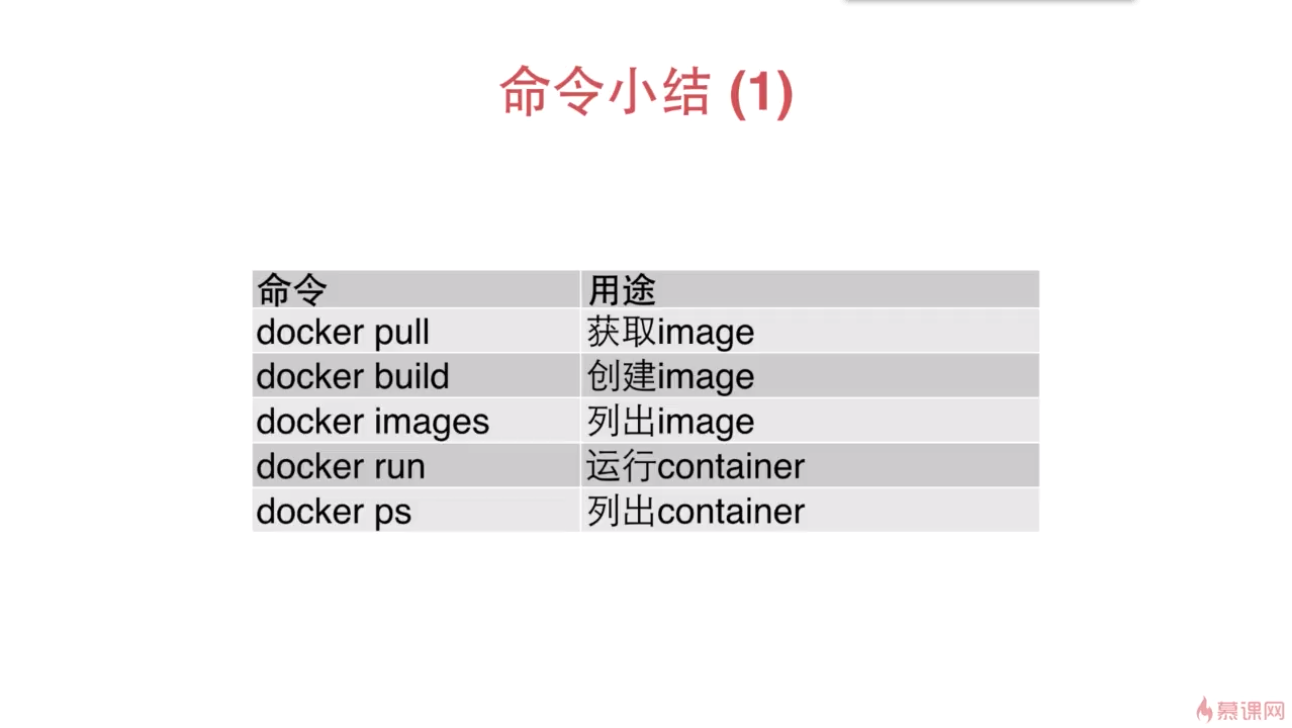 命令小结 (1)
命令 用途
docker pull 获取image
docker build 创建image
docker images 列出image
docker run 运行container
docker ps 列出container
慕课网